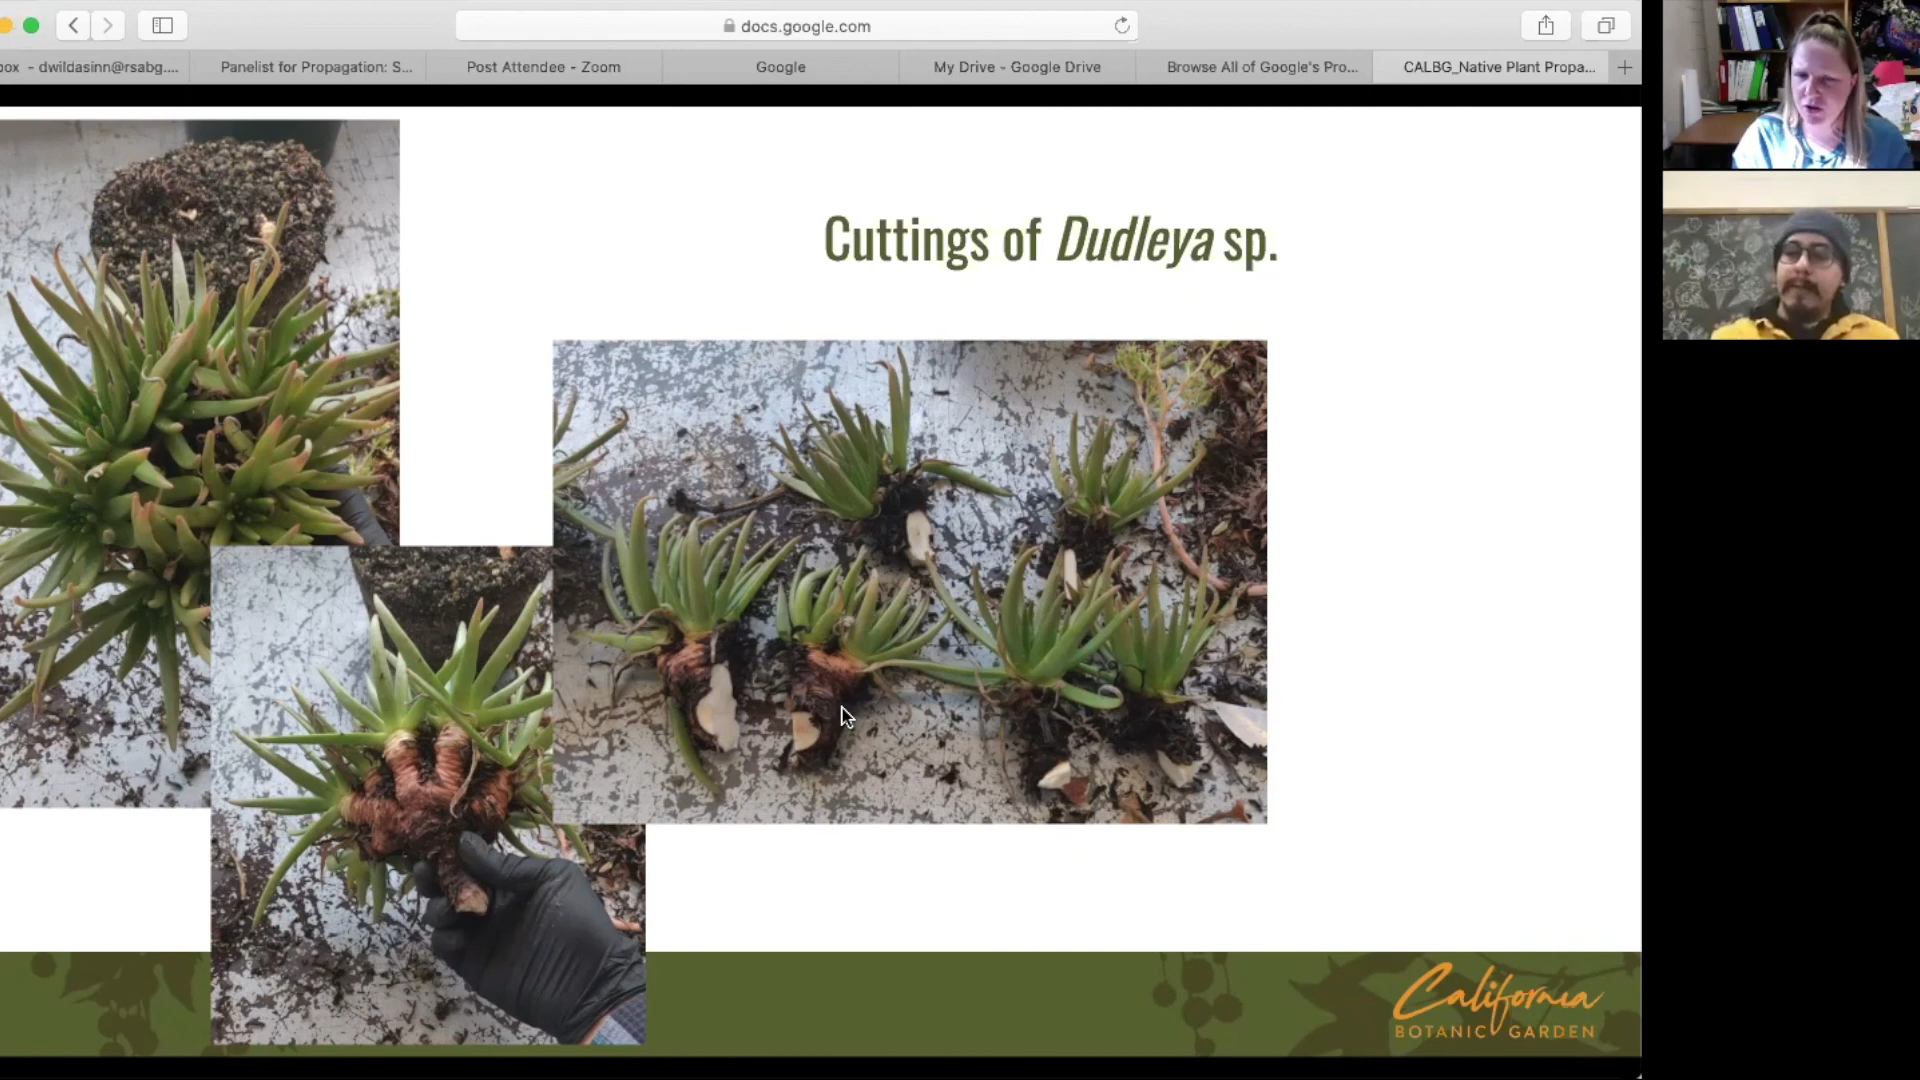 docs.google.com
box - dwildasinn@rsabg....
Panelist for Propagation: S...
Post Attendee - Zoom
Google
My Drive - Google Drive
Browse All of Google's Pro...
CALBG_Native Plant Propa...
Cuttings of Dudleya sp.
California
BOTANIC GARDEN